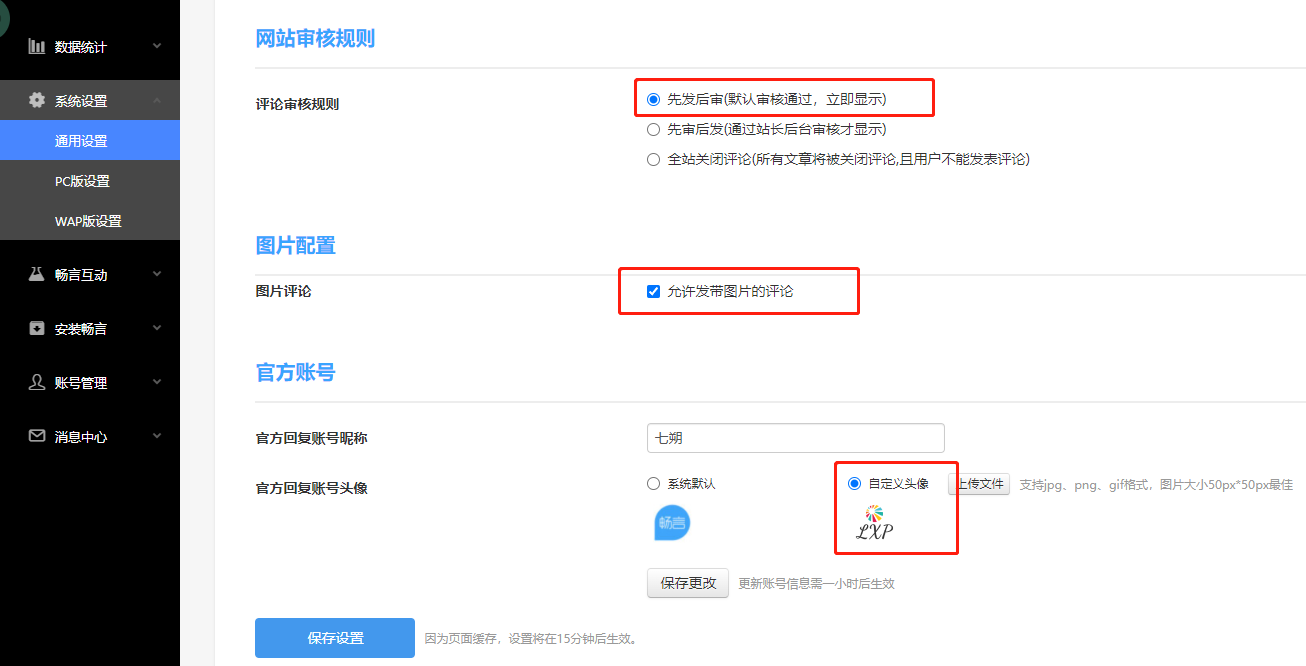 数据统计
系统设置
通用设置
PC版设置
WAP版设置
畅言互动
安装畅言
账号管理
消息中心
网站审核规则
评论审核规则
先发后审(默认审核通过，立即显示)
先审后发(通过站长后台审核才显示)
全站关闭评论(所有文章将被关闭评论,且用户不能发表评论)
图片配置
图片评论
允许发带图片的评论
官方账号
官方回复账号昵称
七朔
官方回复账号头像
系统默认
自定义头像
上传文件
支持jpg、png、gif格式，图片大小50px*50px最佳
畅言
LXP
保存更改
更新账号信息需一小时后生效
保存设置
因为页面缓存，设置将在15分钟后生效。